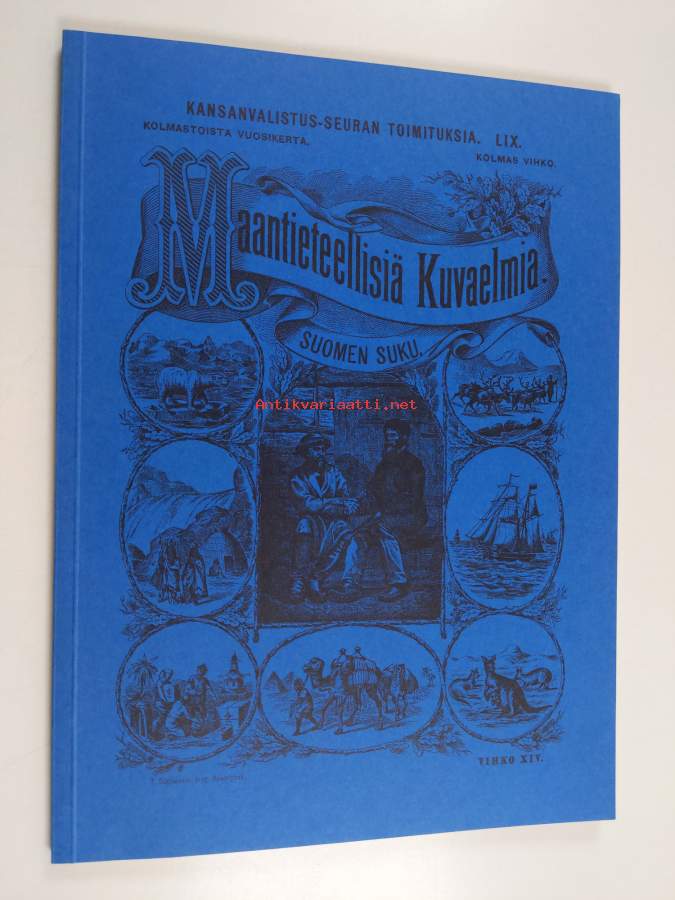 KANSANVALISTUS-SEURAN TOIMITUKSIA. LIX.
KOLMASTOISTA VUOSIKERTA.
KOLMAS VIHKO.
Maantieteellisiä Kuvaelmia.
SUOMEN SUKU.
Antikvariaatti.net
VIHKO XIV.